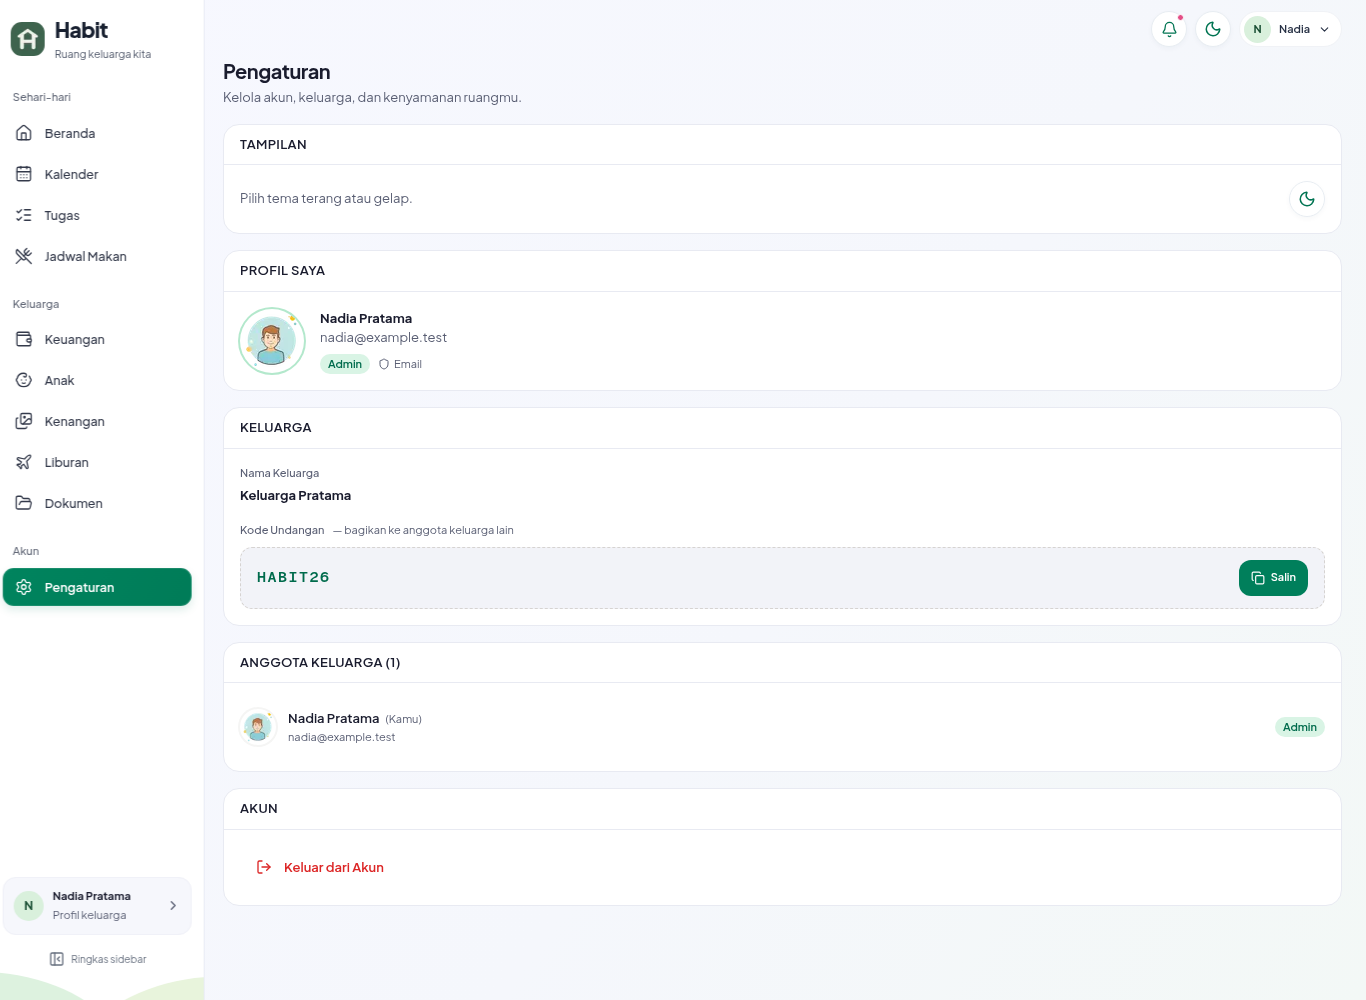 Habit
Ruang keluarga kita
Sehari-hari
Beranda
Kalender
Tugas
Jadwal Makan
Keluarga
Keuangan
Anak
Kenangan
Liburan
Dokumen
Akun
Pengaturan
N
Nadia Pratama
Profil keluarga
Ringkas sidebar
N Nadia
Pengaturan
Kelola akun, keluarga, dan kenyamanan ruangmu.
TAMPILAN
Pilih tema terang atau gelap.
PROFIL SAYA
Nadia Pratama
nadia@example.test
Admin Email
KELUARGA
Nama Keluarga
Keluarga Pratama
Kode Undangan — bagikan ke anggota keluarga lain
HABIT26 Salin
ANGGOTA KELUARGA (1)
Nadia Pratama (Kamu)
nadia@example.test
Admin
AKUN
Keluar dari Akun